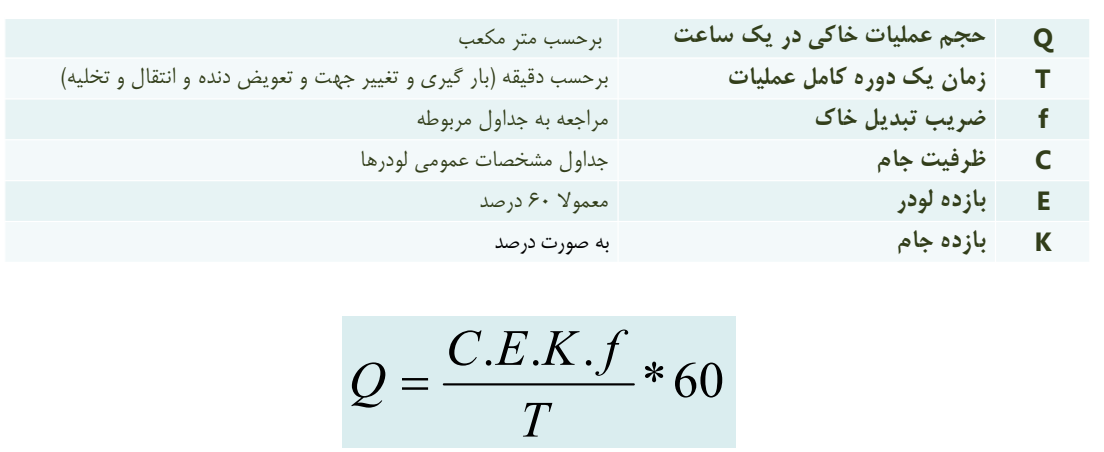 Q حجم عملیات خاکی در یک ساعت برحسب متر مکعب
T زمان یک دوره کامل عملیات برحسب دقیقه (بار گیری و تغییر جهت و تعویض دنده و انتقال و تخلیه)
f ضریب تبدیل خاک مراجعه به جداول مربوطه
C ظرفیت جام جداول مشخصات عمومی لودرها
E بازده لودر معمولا ۶۰ درصد
K بازده جام به صورت درصد
Q = C.E.K.f / T * 60